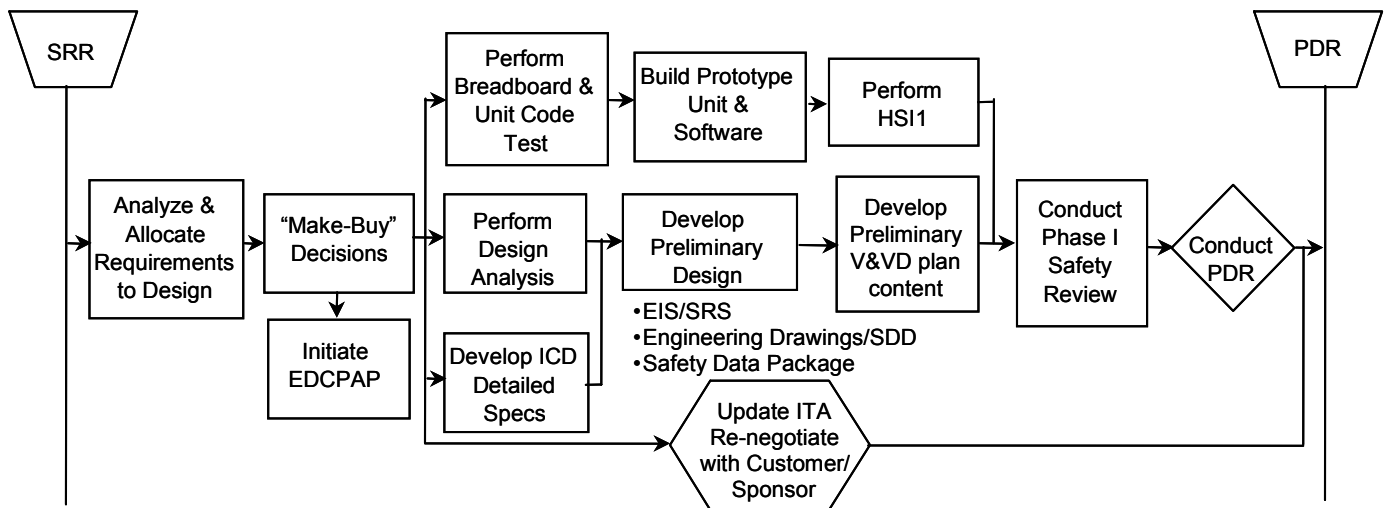 SRR
PDR
Perform
Breadboard &
Unit Code
Test
Build Prototype
Unit &
Software
Perform
HSI1
Analyze &
Allocate
Requirements
to Design
“Make-Buy”
Decisions
Perform
Design
Analysis
Develop
Preliminary
Design
Develop
Preliminary
V&VD plan
content
Conduct
Phase I
Safety
Review
Conduct
PDR
•EIS/SRS
•Engineering Drawings/SDD
•Safety Data Package
Initiate
EDCPAP
Develop ICD
Detailed
Specs
Update ITA
Re-negotiate
with Customer/
Sponsor